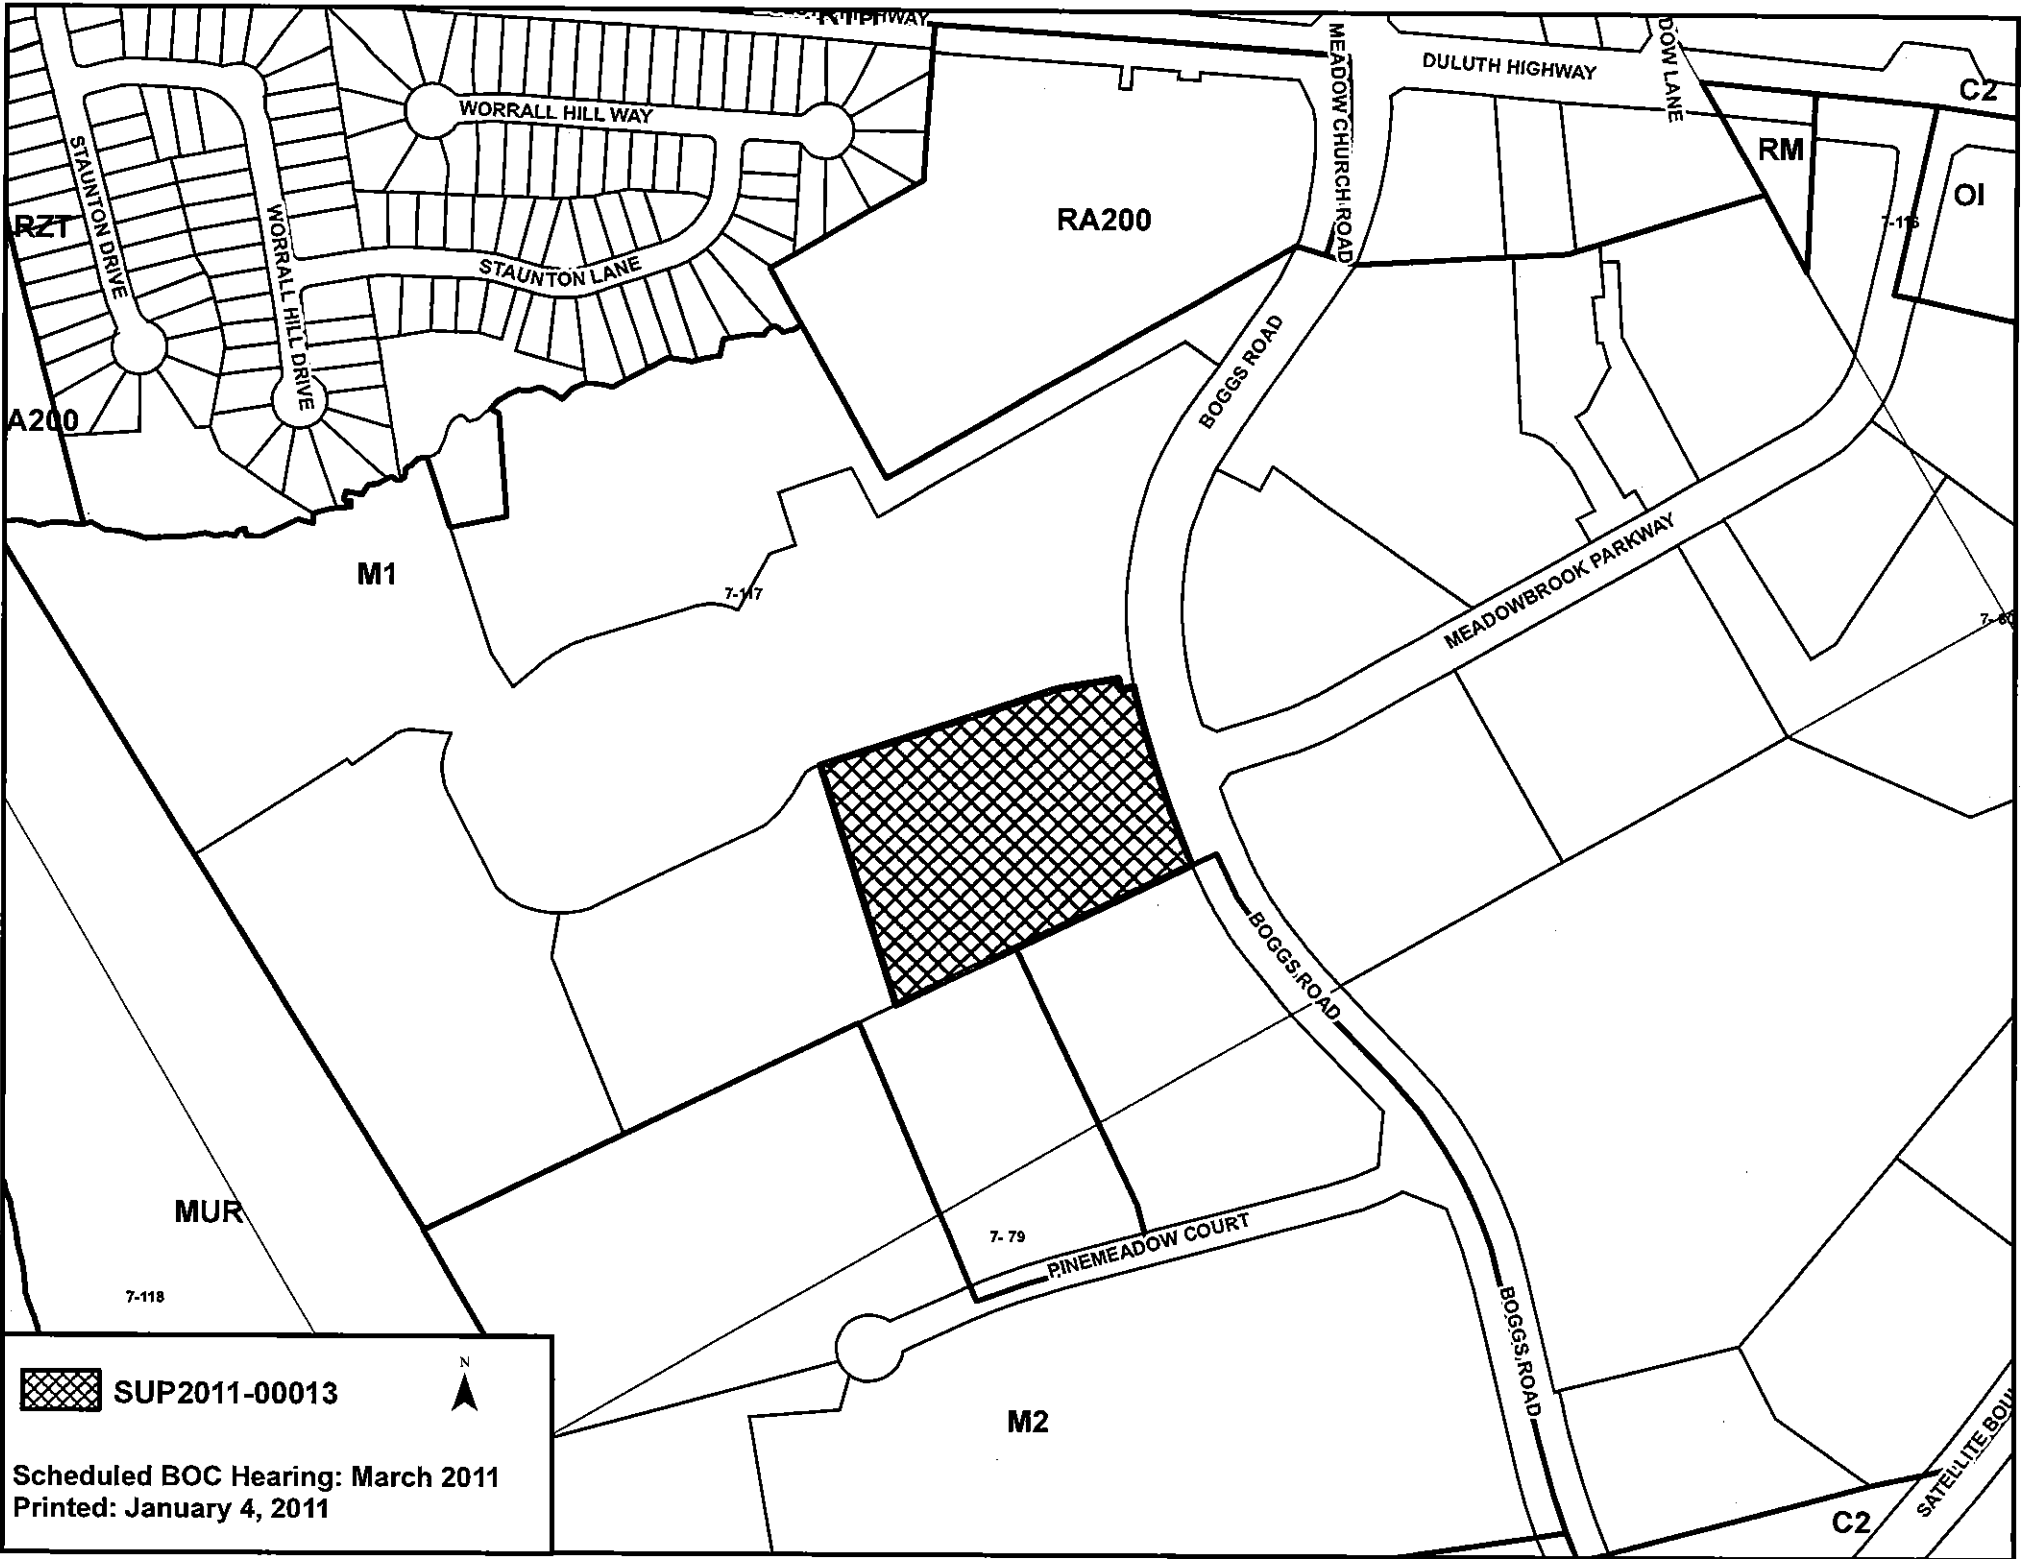 DULUTH HIGHWAY
C2
MEADOW CHURCH ROAD
WORRALL HILL WAY
RM
OI
STAUNTON DRIVE
RZT
RA200
7-116
WORRALL HILL DRIVE
STAUNTON LANE
BOGGS ROAD
A200
M1
7-117
MEADOWBROOK PARKWAY
BOGGS ROAD
MUR
7-79
PINEMEADOW COURT
7-118
BOGGS ROAD
N
SUP2011-00013
M2
SATELLITE BOU
C2
Scheduled BOC Hearing: March 2011
Printed: January 4, 2011